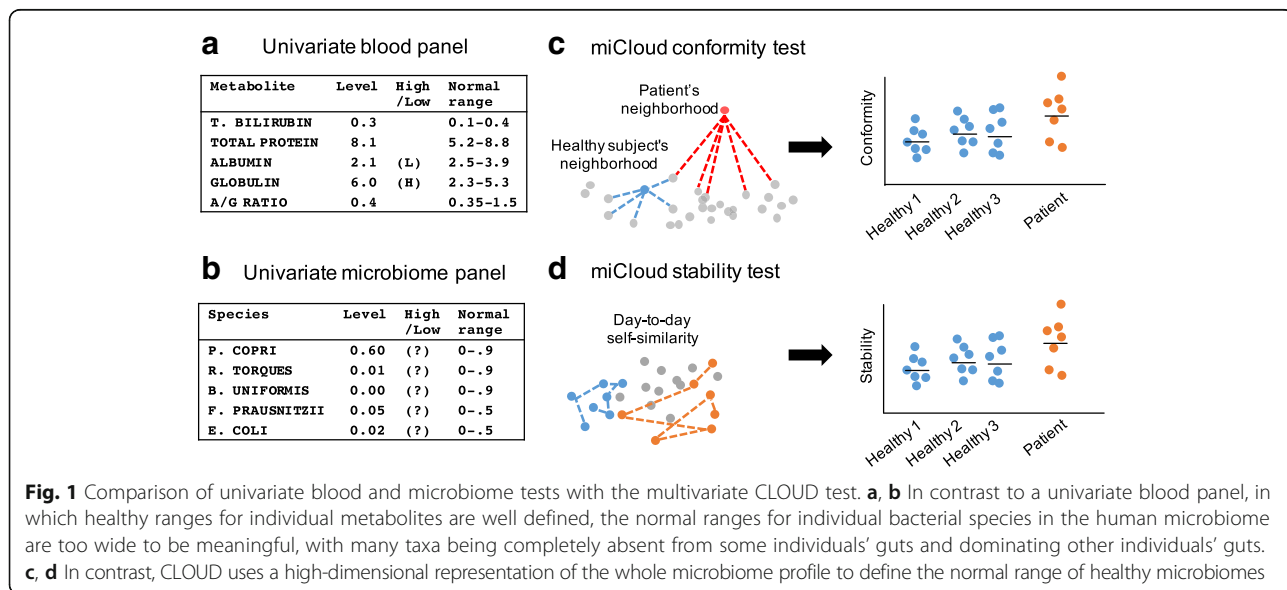 a Univariate blood panel
Metabolite Level High /Low Normal range
T. BILIRUBIN 0.3 0.1-0.4
TOTAL PROTEIN 8.1 5.2-8.8
ALBUMIN 2.1 (L) 2.5-3.9
GLOBULIN 6.0 (H) 2.3-5.3
A/G RATIO 0.4 0.35-1.5
b Univariate microbiome panel
Species Level High /Low Normal range
P. COPRI 0.60 (?) 0-.9
R. TORQUES 0.01 (?) 0-.9
B. UNIFORMIS 0.00 (?) 0-.9
F. PRAUSNITZII 0.05 (?) 0-.5
E. COLI 0.02 (?) 0-.5
c miCloud conformity test
Patient's
neighborhood
Healthy subject's
neighborhood
Conformity
Healthy 1
Healthy 2
Healthy 3
Patient
d miCloud stability test
Day-to-day
self-similarity
Stability
Healthy 1
Healthy 2
Healthy 3
Patient
Fig. 1 Comparison of univariate blood and microbiome tests with the multivariate CLOUD test. a, b In contrast to a univariate blood panel, in
which healthy ranges for individual metabolites are well defined, the normal ranges for individual bacterial species in the human microbiome
are too wide to be meaningful, with many taxa being completely absent from some individuals' guts and dominating other individuals' guts.
c, d In contrast, CLOUD uses a high-dimensional representation of the whole microbiome profile to define the normal range of healthy microbiomes